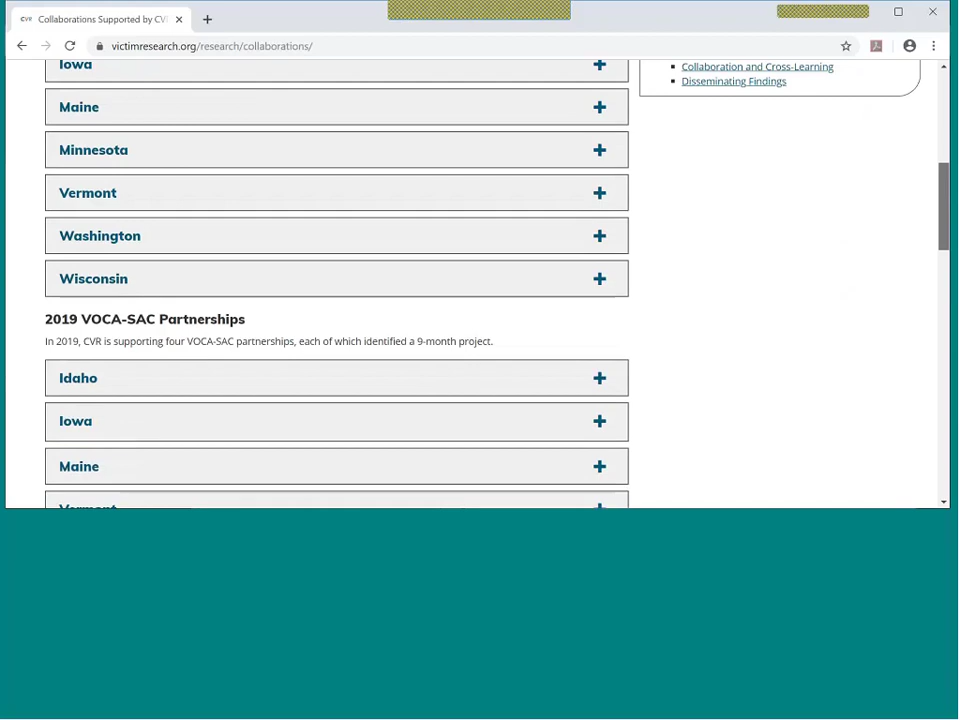 Collaborations Supported by CV
victimresearch.org/research/collaborations/
Iowa
Collaboration and Cross-Learning
Disseminating Findings
Maine
Minnesota
Vermont
Washington
Wisconsin
2019 VOCA-SAC Partnerships
In 2019, CVR is supporting four VOCA-SAC partnerships, each of which identified a 9-month project.
Idaho
Iowa
Maine
Vermont